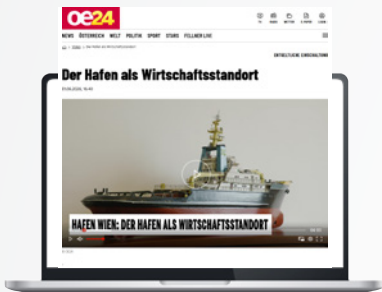 oe24
NEWS ÖSTERREICH WELT POLITIK SPORT STARS FELLNER LIVE
ENTGELTLICHE EINSCHALTUNG
Der Hafen als Wirtschaftsstandort
HAFEN WIEN: DER HAFEN ALS WIRTSCHAFTSSTANDORT